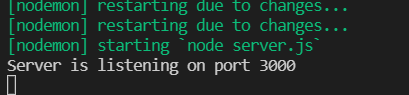 [nodemon] restarting due to changes...
[nodemon] restarting due to changes...
[nodemon] starting `node server.js`
Server is listening on port 3000